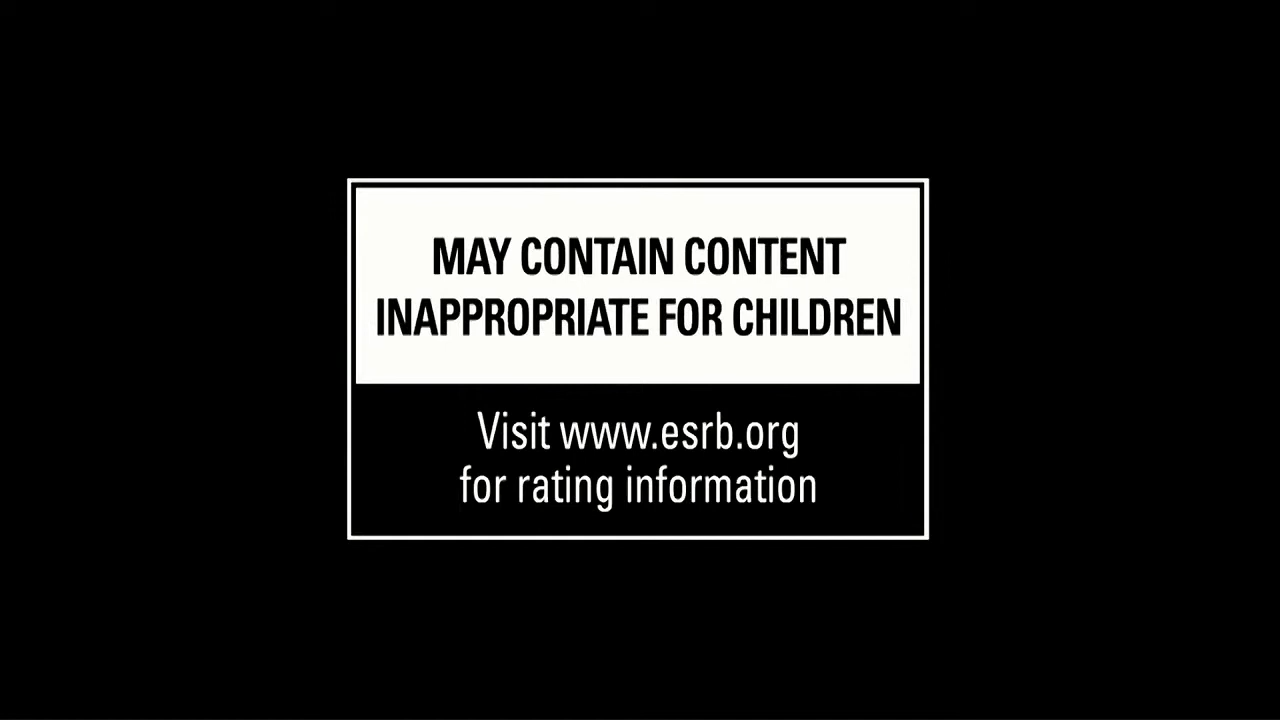 MAY CONTAIN CONTENT
INAPPROPRIATE FOR CHILDREN
Visit www.esrb.org
for rating information